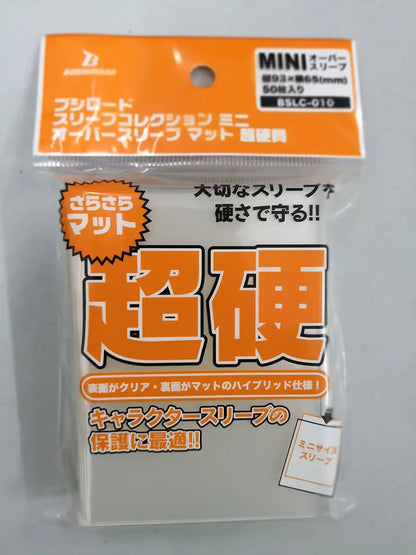 BUSHIROAD
MINI オーバースリーブ
縦93×横65(mm)
50枚入り
BSLC-010
ブシロード
スリーブコレクション ミニ
オーバースリーブ マット 超硬質
さらさら
マット
大切なスリーブを
硬さで守る!!
超硬
表面がクリア・裏面がマットのハイブリッド仕様!
キャラクタースリーブの
保護に最適!!
ミニサイズ
スリーブ